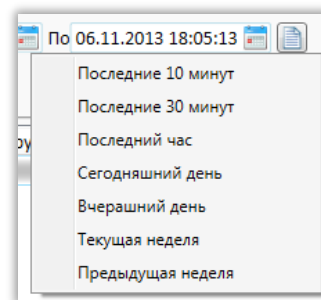 По 06.11.2013 18:05:13
Последние 10 минут
Последние 30 минут
Последний час
Сегодняшний день
Вчерашний день
Текущая неделя
Предыдущая неделя